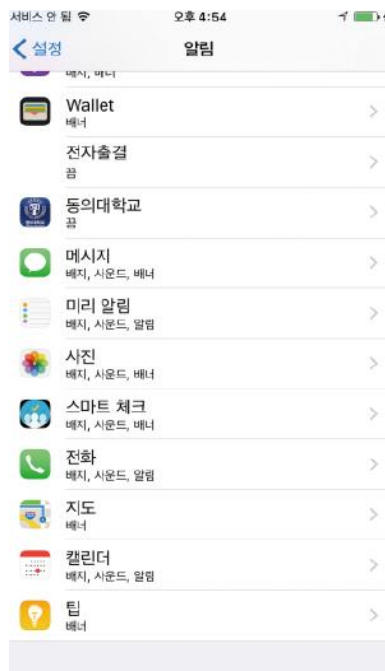 서비스 안 됨 오후 4:54
설정 알림
배지, 배너
Wallet
배너
전자출결
끔
동의대학교
끔
메시지
배지, 사운드, 배너
미리 알림
배지, 사운드, 알림
사진
배지, 사운드, 배너
스마트 체크
배지, 사운드, 배너
전화
배지, 사운드, 알림
지도
배너
캘린더
배지, 사운드, 알림
팁
배너